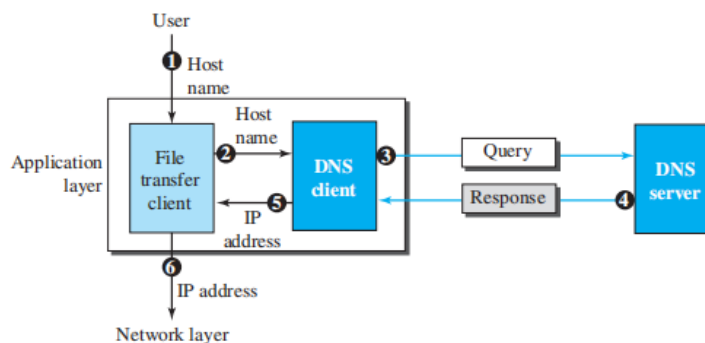 User
1
Host
name
Application
layer
File
transfer
client
2
Host
name
DNS
client
3
Query
DNS
server
4
Response
5
IP
address
6
IP address
Network layer